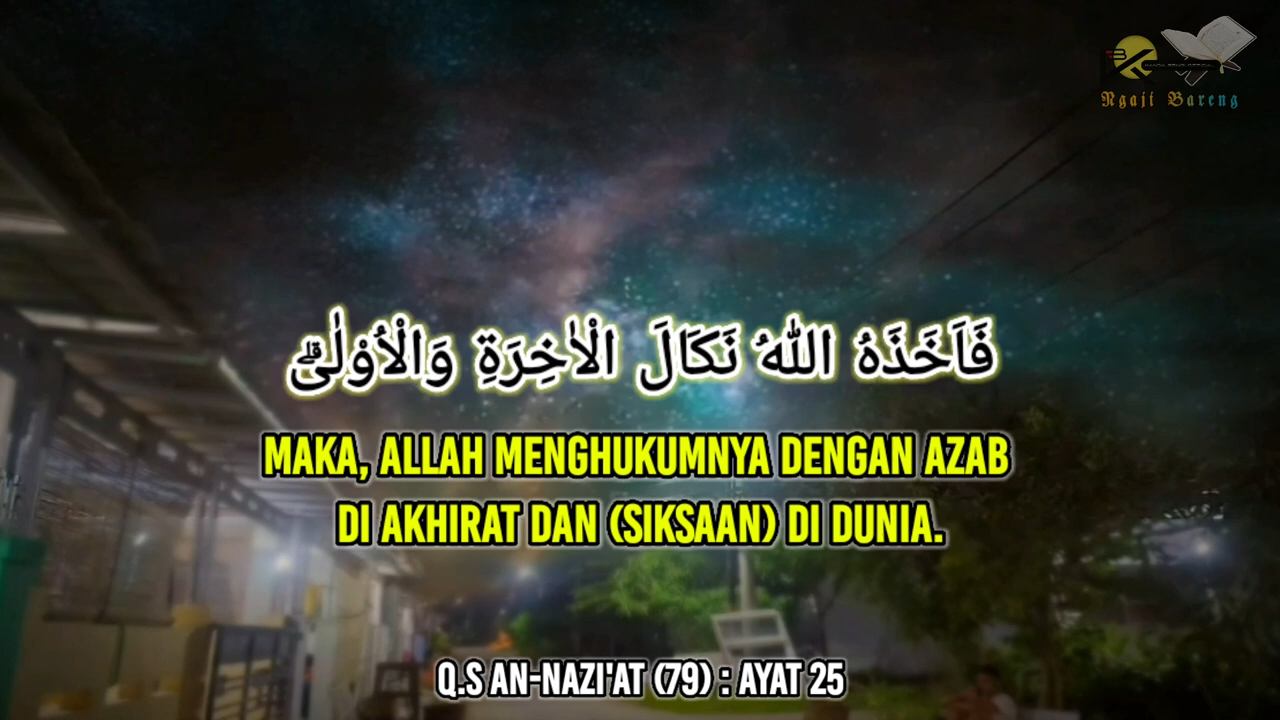 Ngaji Bareng
فَاَخَذَهُ اللّٰهُ نَكَالَ الْاٰخِرَةِ وَالْاُوْلٰىۗ
MAKA, ALLAH MENGHUKUMNYA DENGAN AZAB
DI AKHIRAT DAN (SIKSAAN) DI DUNIA.
Q.S AN-NAZI'AT (79) : AYAT 25